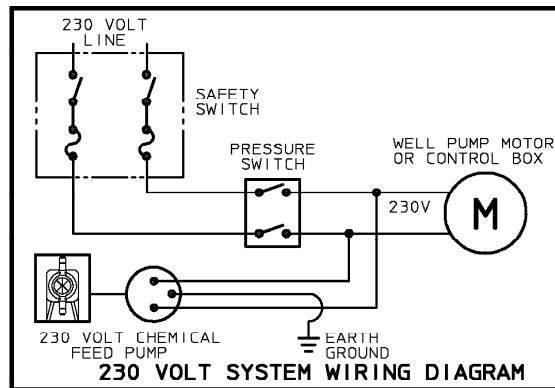 230 VOLT
LINE
SAFETY
SWITCH
PRESSURE
SWITCH
WELL PUMP MOTOR
OR CONTROL BOX
230V
M
230 VOLT CHEMICAL
FEED PUMP
EARTH
GROUND
230 VOLT SYSTEM WIRING DIAGRAM